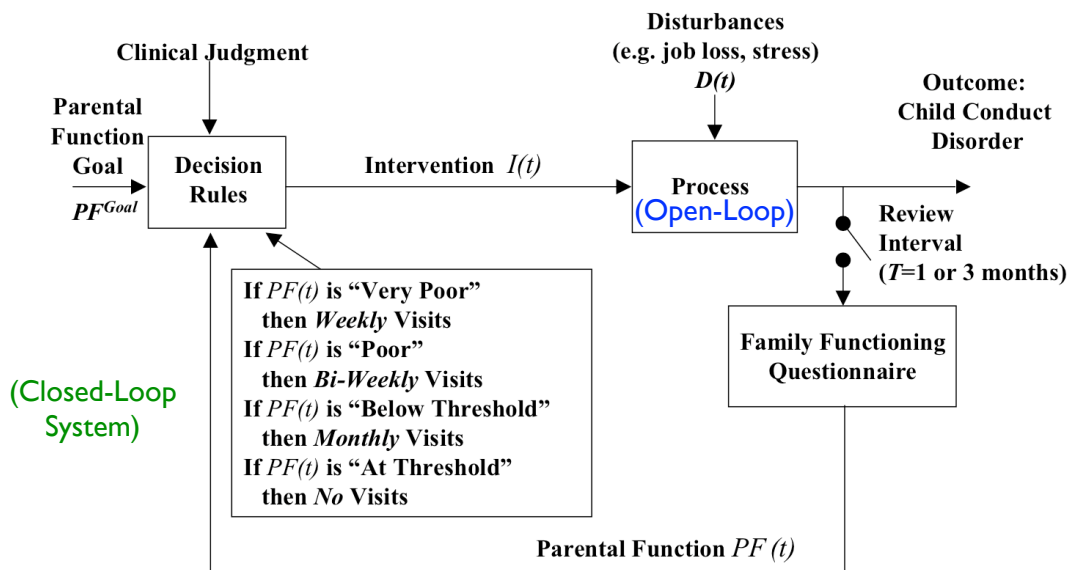 Clinical Judgment
Parental
Function
Goal
PF^Goal
Decision
Rules
Intervention I(t)
Disturbances
(e.g. job loss, stress)
D(t)
Process
(Open-Loop)
Outcome:
Child Conduct
Disorder
Review
Interval
(T=1 or 3 months)
Family Functioning
Questionnaire
If PF(t) is “Very Poor”
then Weekly Visits
If PF(t) is “Poor”
then Bi-Weekly Visits
If PF(t) is “Below Threshold”
then Monthly Visits
If PF(t) is “At Threshold”
then No Visits
(Closed-Loop
System)
Parental Function PF (t)